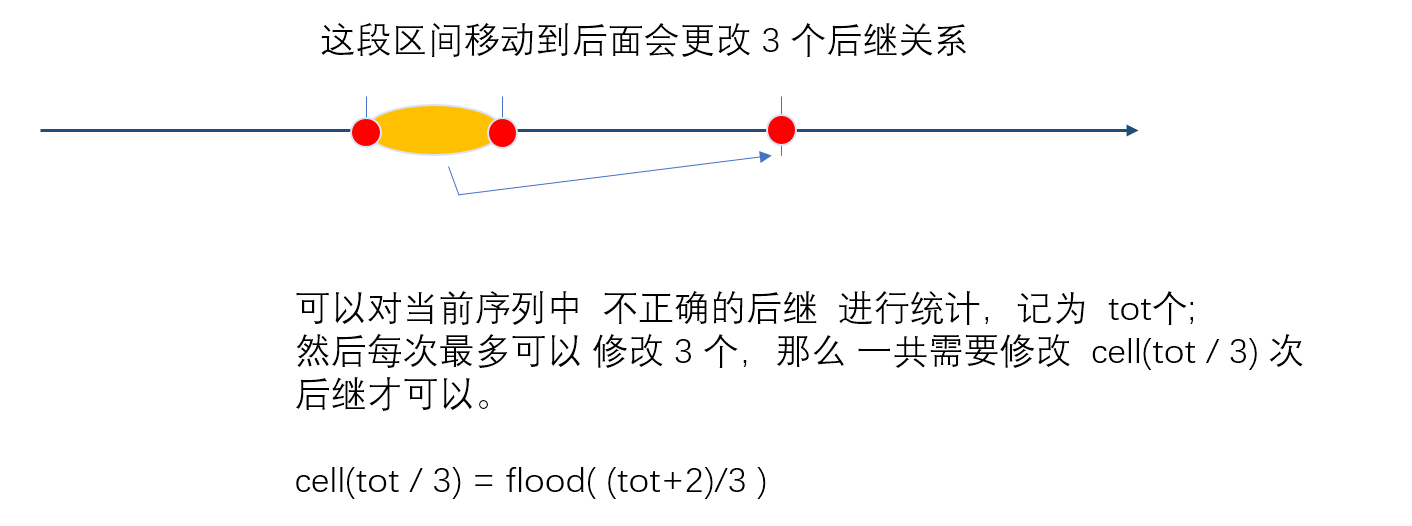 这段区间移动到后面会更改 3 个后继关系
可以对当前序列中  不正确的后继  进行统计，记为  tot个;
然后每次最多可以 修改 3 个，那么 一共需要修改  cell(tot / 3) 次
后继才可以。
cell(tot / 3) = flood( (tot+2)/3 )